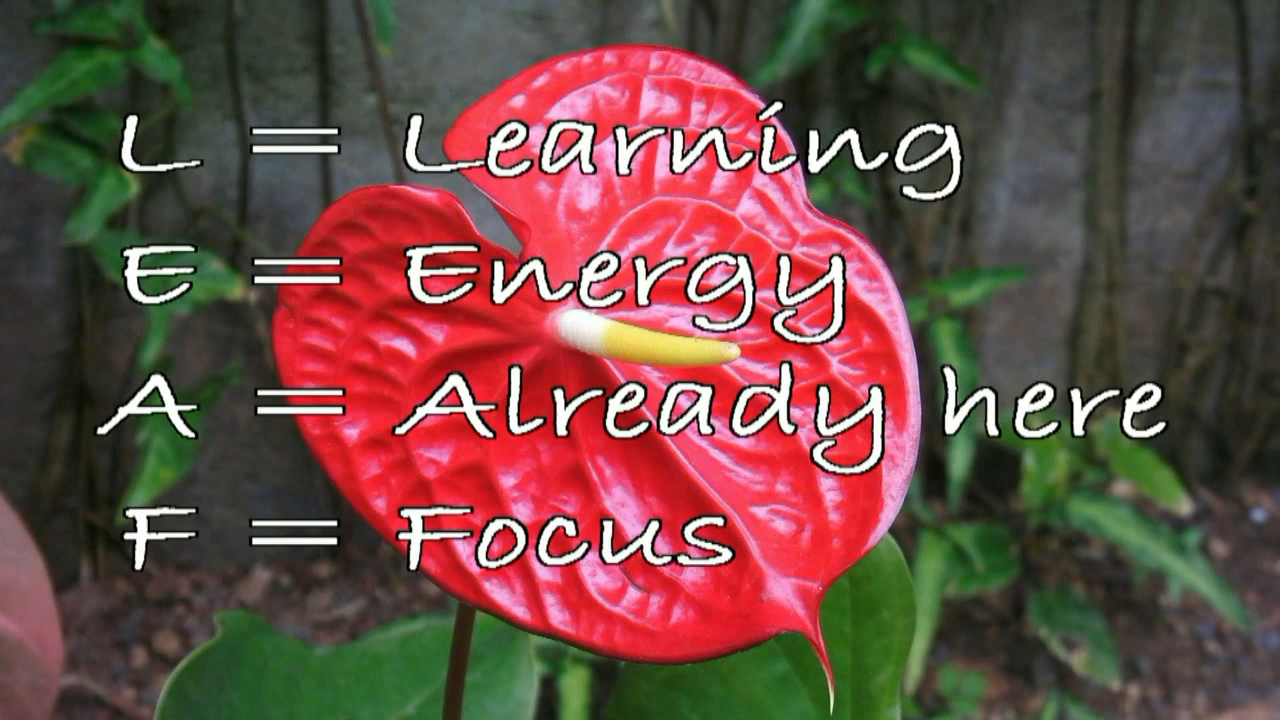 L = Learning
E = Energy
A = Already here
F = Focus